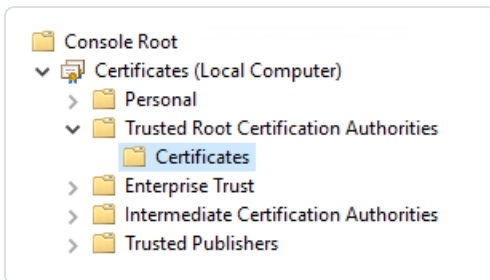 Console Root
Certificates (Local Computer)
Personal
Trusted Root Certification Authorities
Certificates
Enterprise Trust
Intermediate Certification Authorities
Trusted Publishers